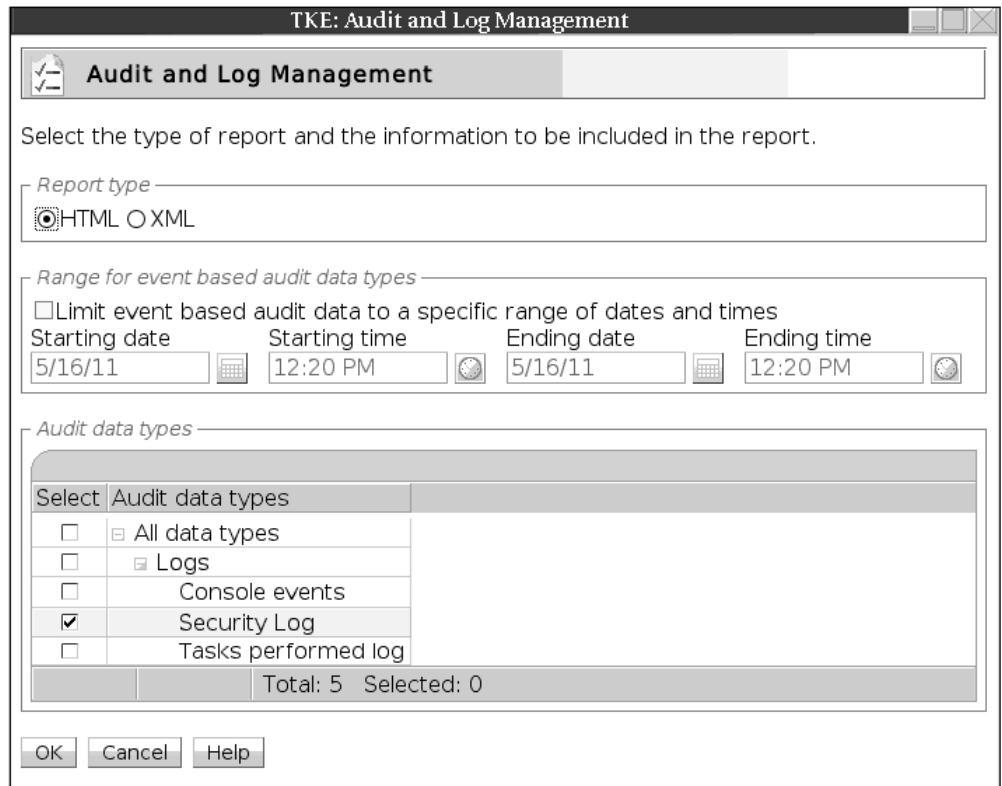 TKE: Audit and Log Management
Audit and Log Management
Select the type of report and the information to be included in the report.
Report type
HTML XML
Range for event based audit data types
Limit event based audit data to a specific range of dates and times
Starting date Starting time Ending date Ending time
5/16/11 12:20 PM 5/16/11 12:20 PM
Audit data types
Select Audit data types
All data types
Logs
Console events
Security Log
Tasks performed log
Total: 5 Selected: 0
OK Cancel Help